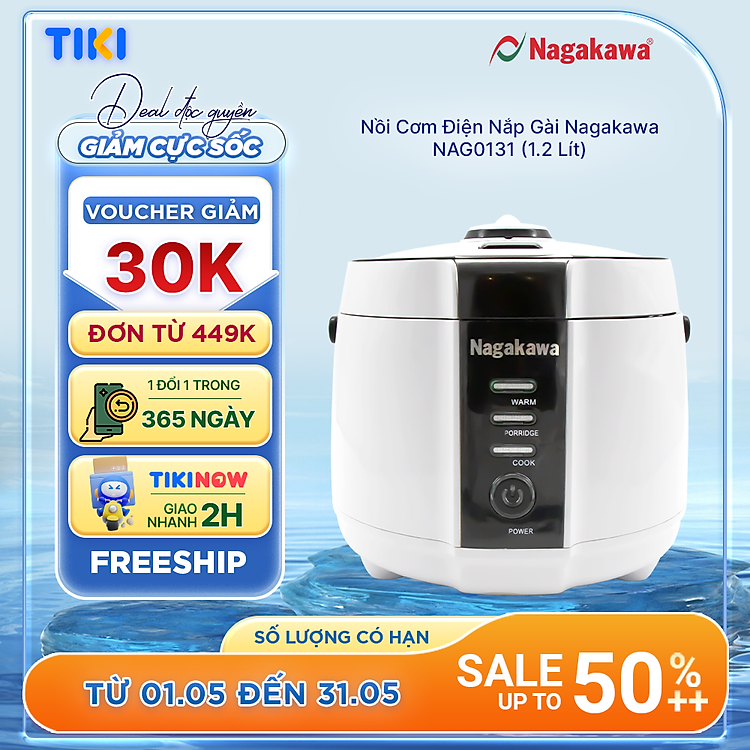 TIKI
Nagakawa®
Deal độc quyền
GIẢM CỰC SỐC
Nồi Cơm Điện Nắp Gài Nagakawa
NAG0131 (1.2 Lít)
VOUCHER GIẢM
30K
ĐƠN TỪ 449K
1 ĐỔI 1 TRONG
365 NGÀY
TIKINOW
GIAO
NHANH 2H
FREESHIP
Nagakawa
WARM
PORRIDGE
COOK
POWER
SỐ LƯỢNG CÓ HẠN
TỪ 01.05 ĐẾN 31.05
SALE
UP TO 50%++